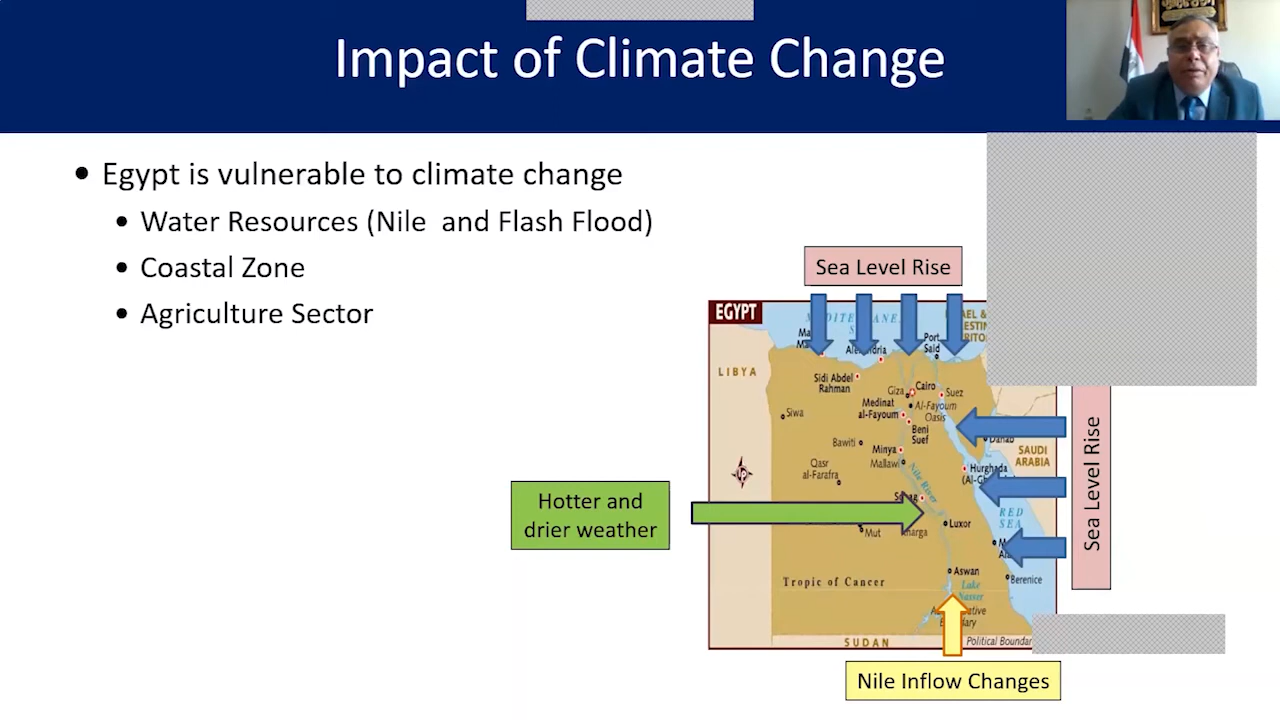 Impact of Climate Change
• Egypt is vulnerable to climate change
• Water Resources (Nile and Flash Flood)
• Coastal Zone
• Agriculture Sector
Sea Level Rise
EGYPT
LIBYA
Port
Said
Sidi Abdel
Rahman
Giza
Cairo
Suez
Medinat
al-Fayoum
Al-Fayoum
Oasis
Siwa
Beni
Suef
Bawiti
Minya
Mallawi
Qasr
al-Farafra
Nile River
Hurghada
SAUDI
ARABIA
RED
SEA
Sea Level Rise
Hotter and
drier weather
Luxor
Mut
Aswan
Berenice
Tropic of Cancer
Lake
Nasser
SUDAN
Political
Nile Inflow Changes